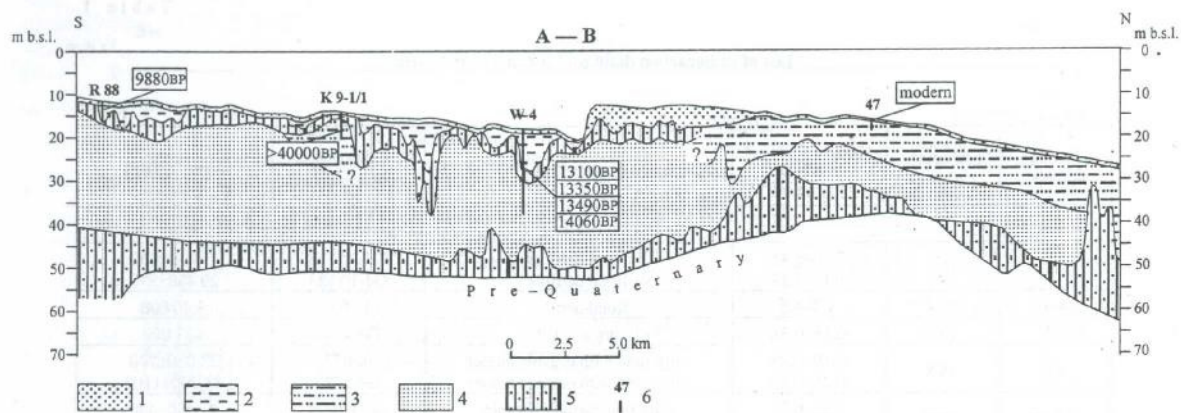 S
N
m b.s.l.
A — B
m b.s.l.
0
0
R 88
9880BP
K 9-1/1
W-4
47
modern
10
10
20
20
>40000BP
?
?
13100BP
13350BP
13490BP
14060BP
30
30
40
40
50
50
Pre-Quaternary
60
60
0 2.5 5.0 km
70
70
1 2 3 4 5 47 6